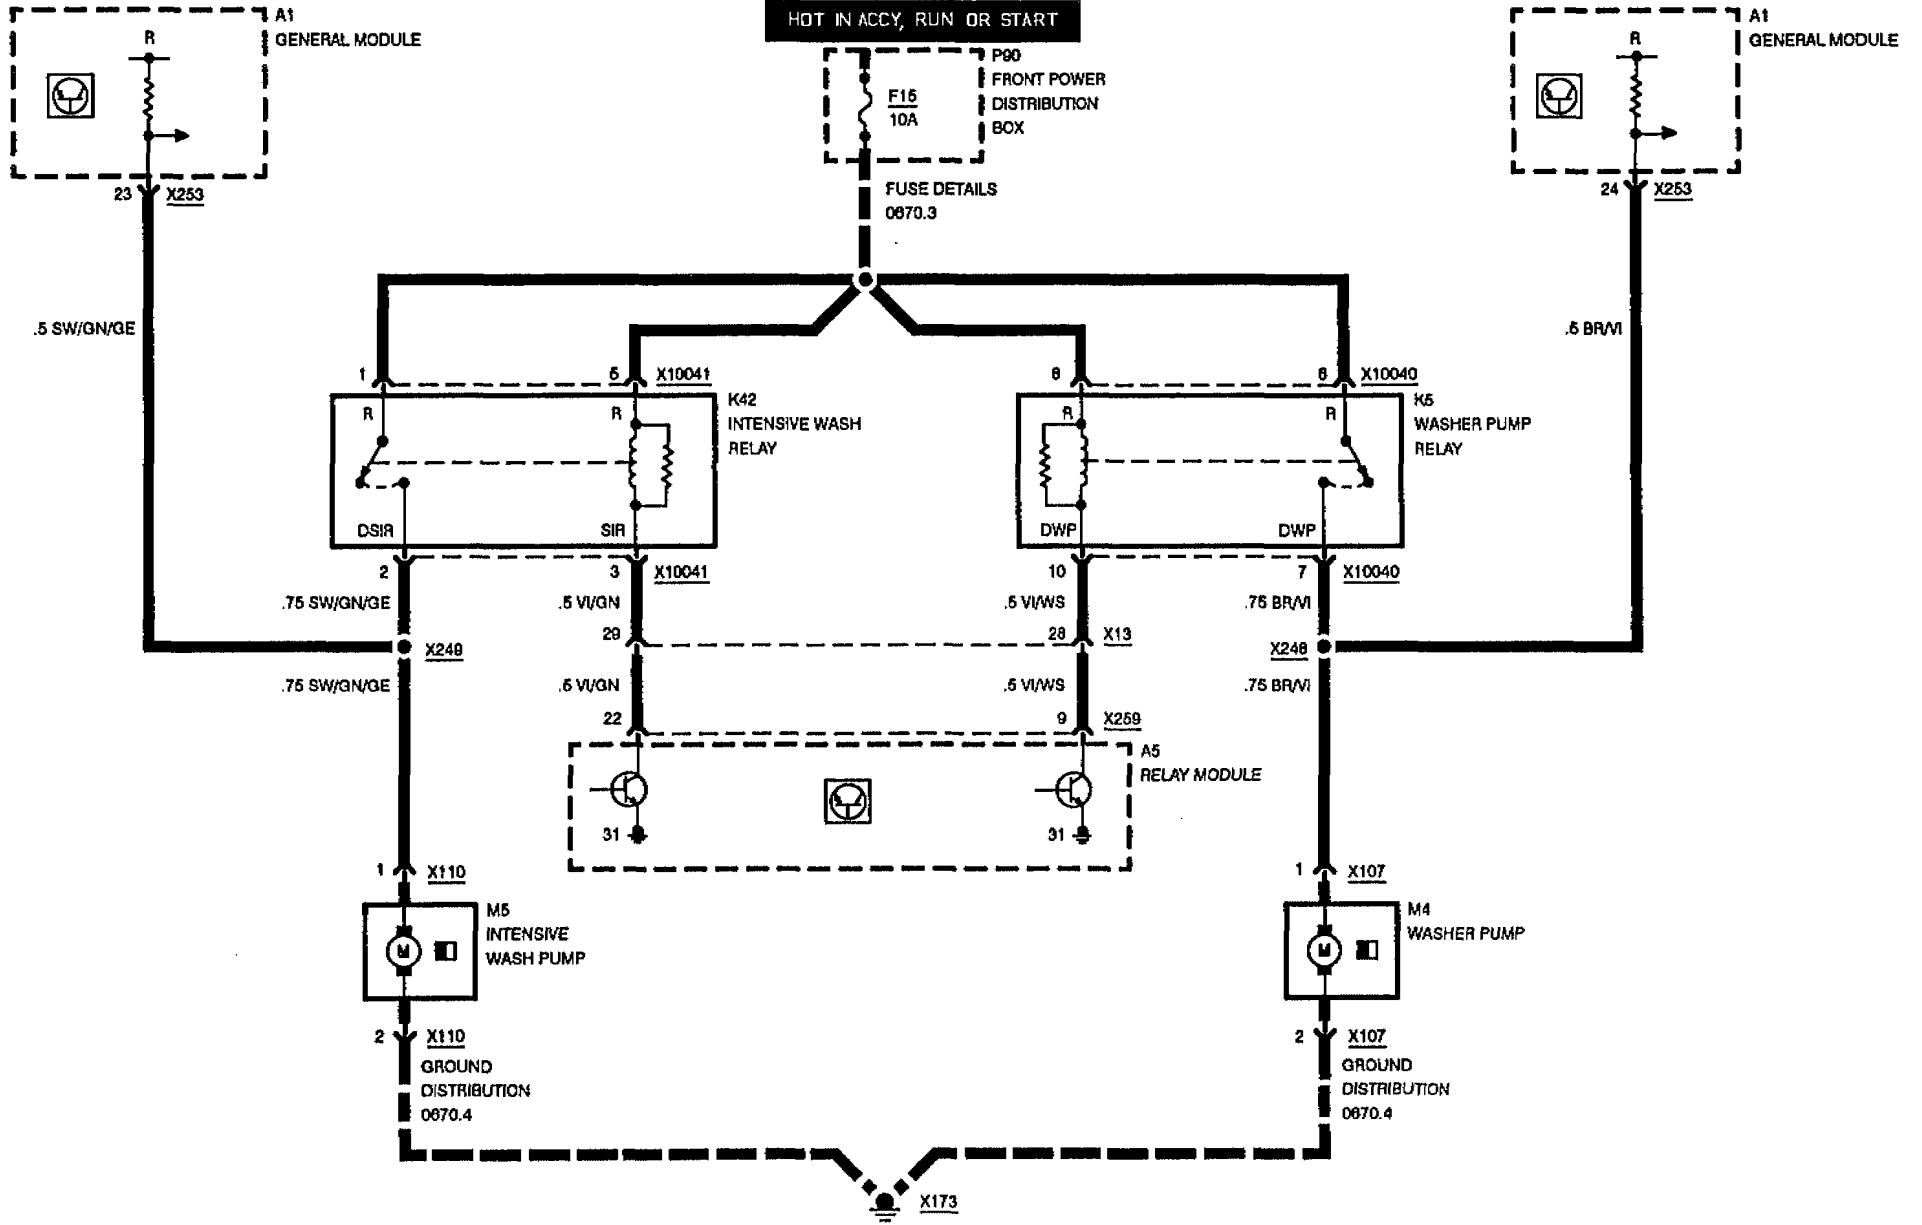 HOT IN ACCY, RUN OR START
A1
GENERAL MODULE
R
23
X253
.5 SW/GN/GE
P90
FRONT POWER
DISTRIBUTION
BOX
F15
10A
FUSE DETAILS
0670.3
A1
GENERAL MODULE
R
24
X253
.5 BR/VI
1
5
X10041
R
R
K42
INTENSIVE WASH
RELAY
DSIR
SIR
2
3
X10041
8
6
X10040
R
R
K5
WASHER PUMP
RELAY
DWP
DWP
10
7
X10040
.75 SW/GN/GE
.5 VI/GN
.5 VI/WS
.75 BR/VI
29
28
X13
X249
X248
.75 SW/GN/GE
.5 VI/GN
.5 VI/WS
.75 BR/VI
22
9
X259
A5
RELAY MODULE
31
31
1
X110
M5
INTENSIVE
WASH PUMP
M
2
X110
GROUND
DISTRIBUTION
0670.4
1
X107
M4
WASHER PUMP
M
2
X107
GROUND
DISTRIBUTION
0670.4
X173